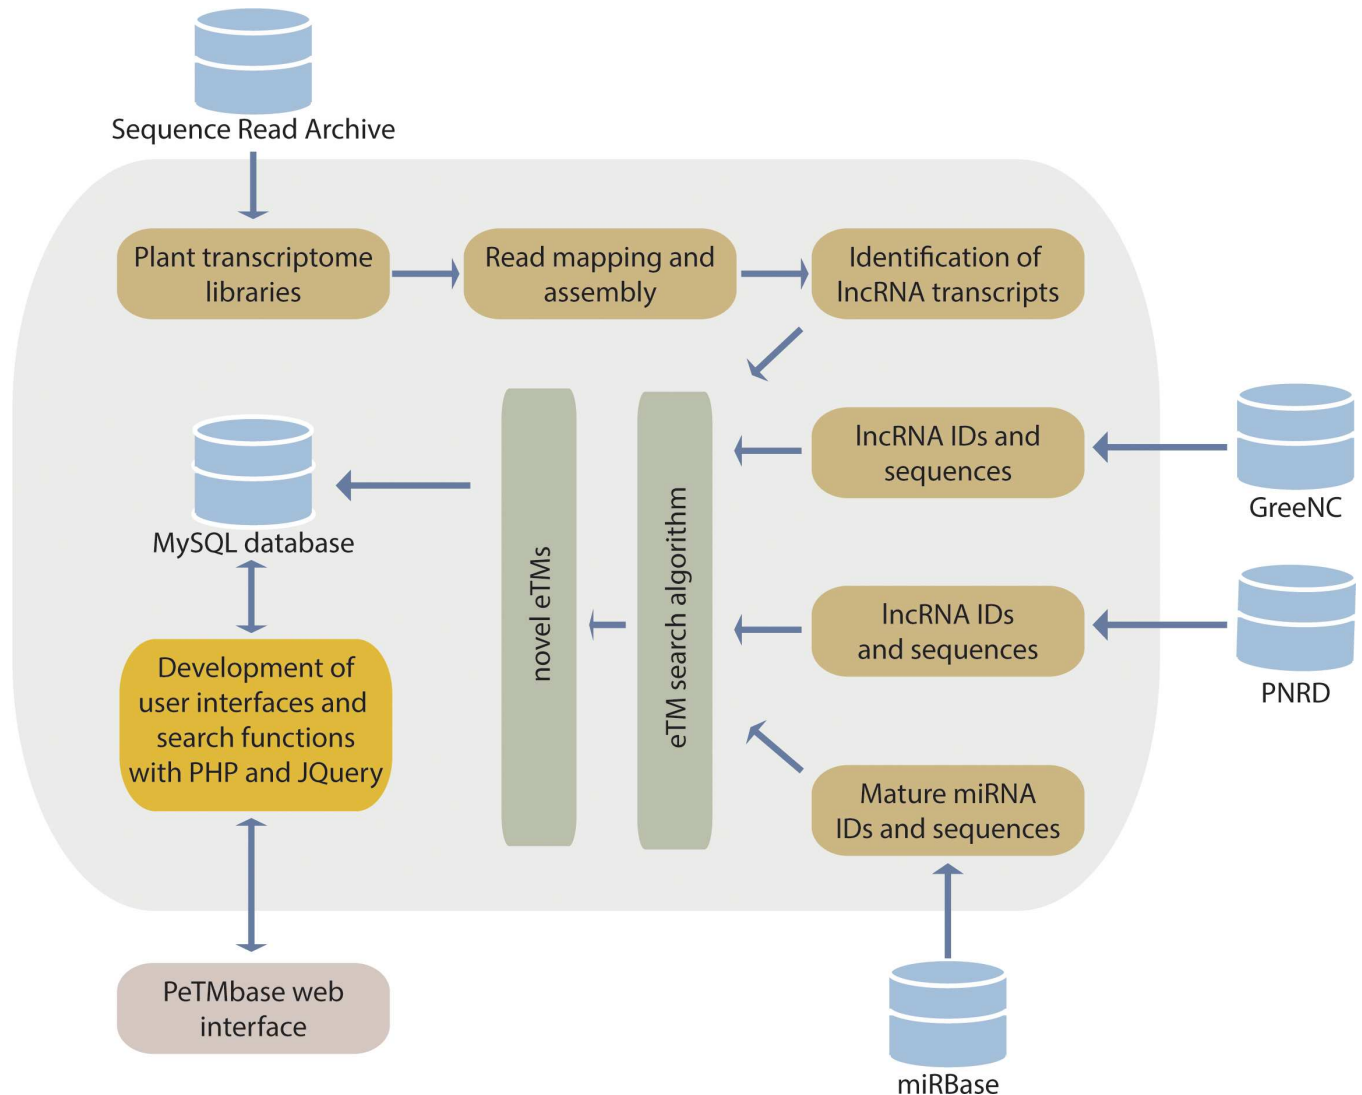 Sequence Read Archive
Plant transcriptome
libraries
Read mapping and
assembly
Identification of
lncRNA transcripts
lncRNA IDs and
sequences
GreeNC
MySQL database
novel eTMs
eTM search algorithm
lncRNA IDs
and sequences
PNRD
Development of
user interfaces and
search functions
with PHP and JQuery
Mature miRNA
IDs and sequences
PeTMbase web
interface
miRBase